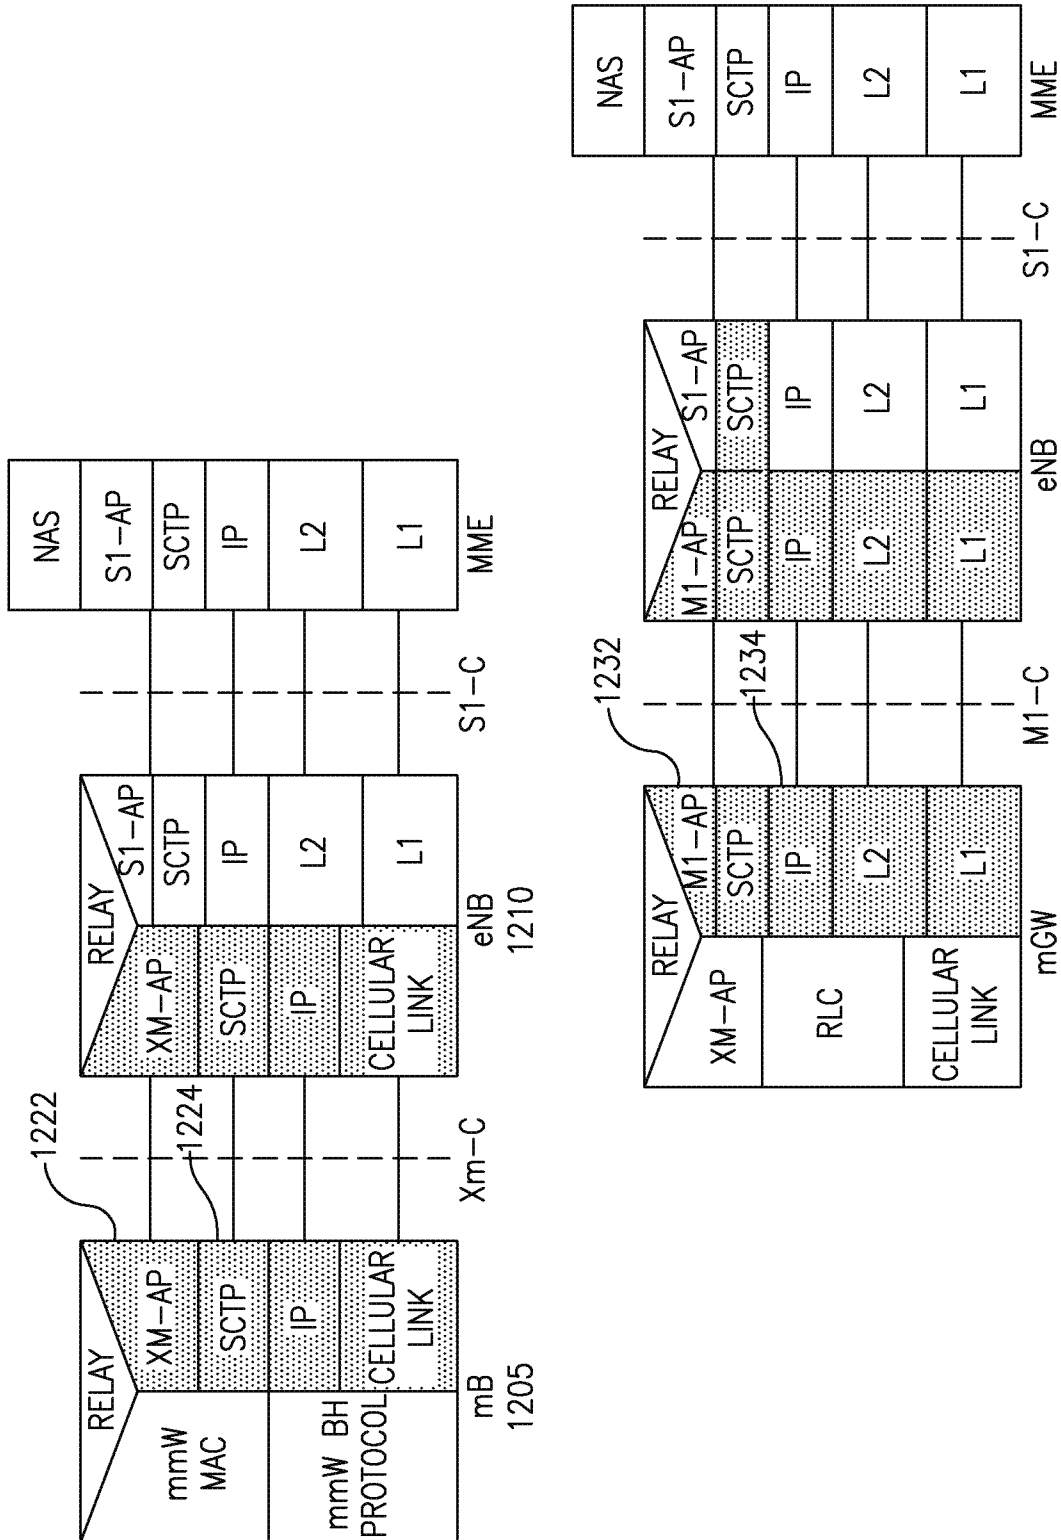 RELAY
mmW
MAC
mmW BH
PROTOCOL
XM-AP
SCTP
IP
CELLULAR
LINK
mB
1205
1222
1224
Xm-C
RELAY
XM-AP
SCTP
IP
CELLULAR
LINK
S1-AP
SCTP
IP
L2
L1
eNB
1210
S1-C
NAS
S1-AP
SCTP
IP
L2
L1
MME
RELAY
XM-AP
RLC
CELLULAR
LINK
M1-AP
SCTP
IP
L2
L1
mGW
1232
1234
M1-C
RELAY
M1-AP
SCTP
IP
L2
L1
S1-AP
SCTP
IP
L2
L1
eNB
S1-C
NAS
S1-AP
SCTP
IP
L2
L1
MME